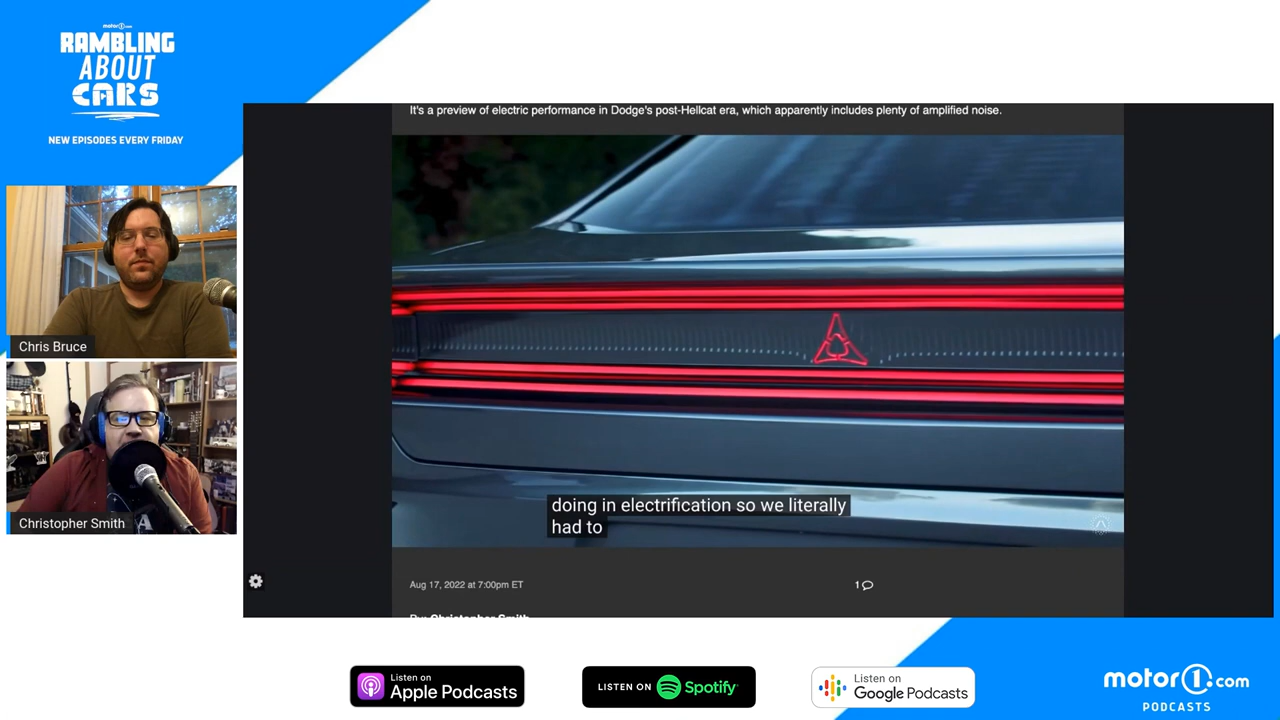 motor1.com
RAMBLING
ABOUT
CARS
NEW EPISODES EVERY FRIDAY
It's a preview of electric performance in Dodge's post-Hellcat era, which apparently includes plenty of amplified noise.
Chris Bruce
doing in electrification so we literally
had to
Christopher Smith
A
Aug 17, 2022 at 7:00pm ET
1
By: Christopher Smith
Listen on
Apple Podcasts
LISTEN ON
Spotify
Listen on
Google Podcasts
motor1.com
PODCASTS